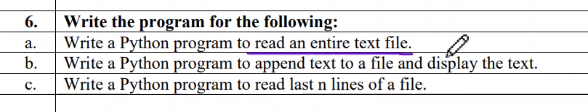 6. Write the program for the following:
a. Write a Python program to read an entire text file.
b. Write a Python program to append text to a file and display the text.
c. Write a Python program to read last n lines of a file.